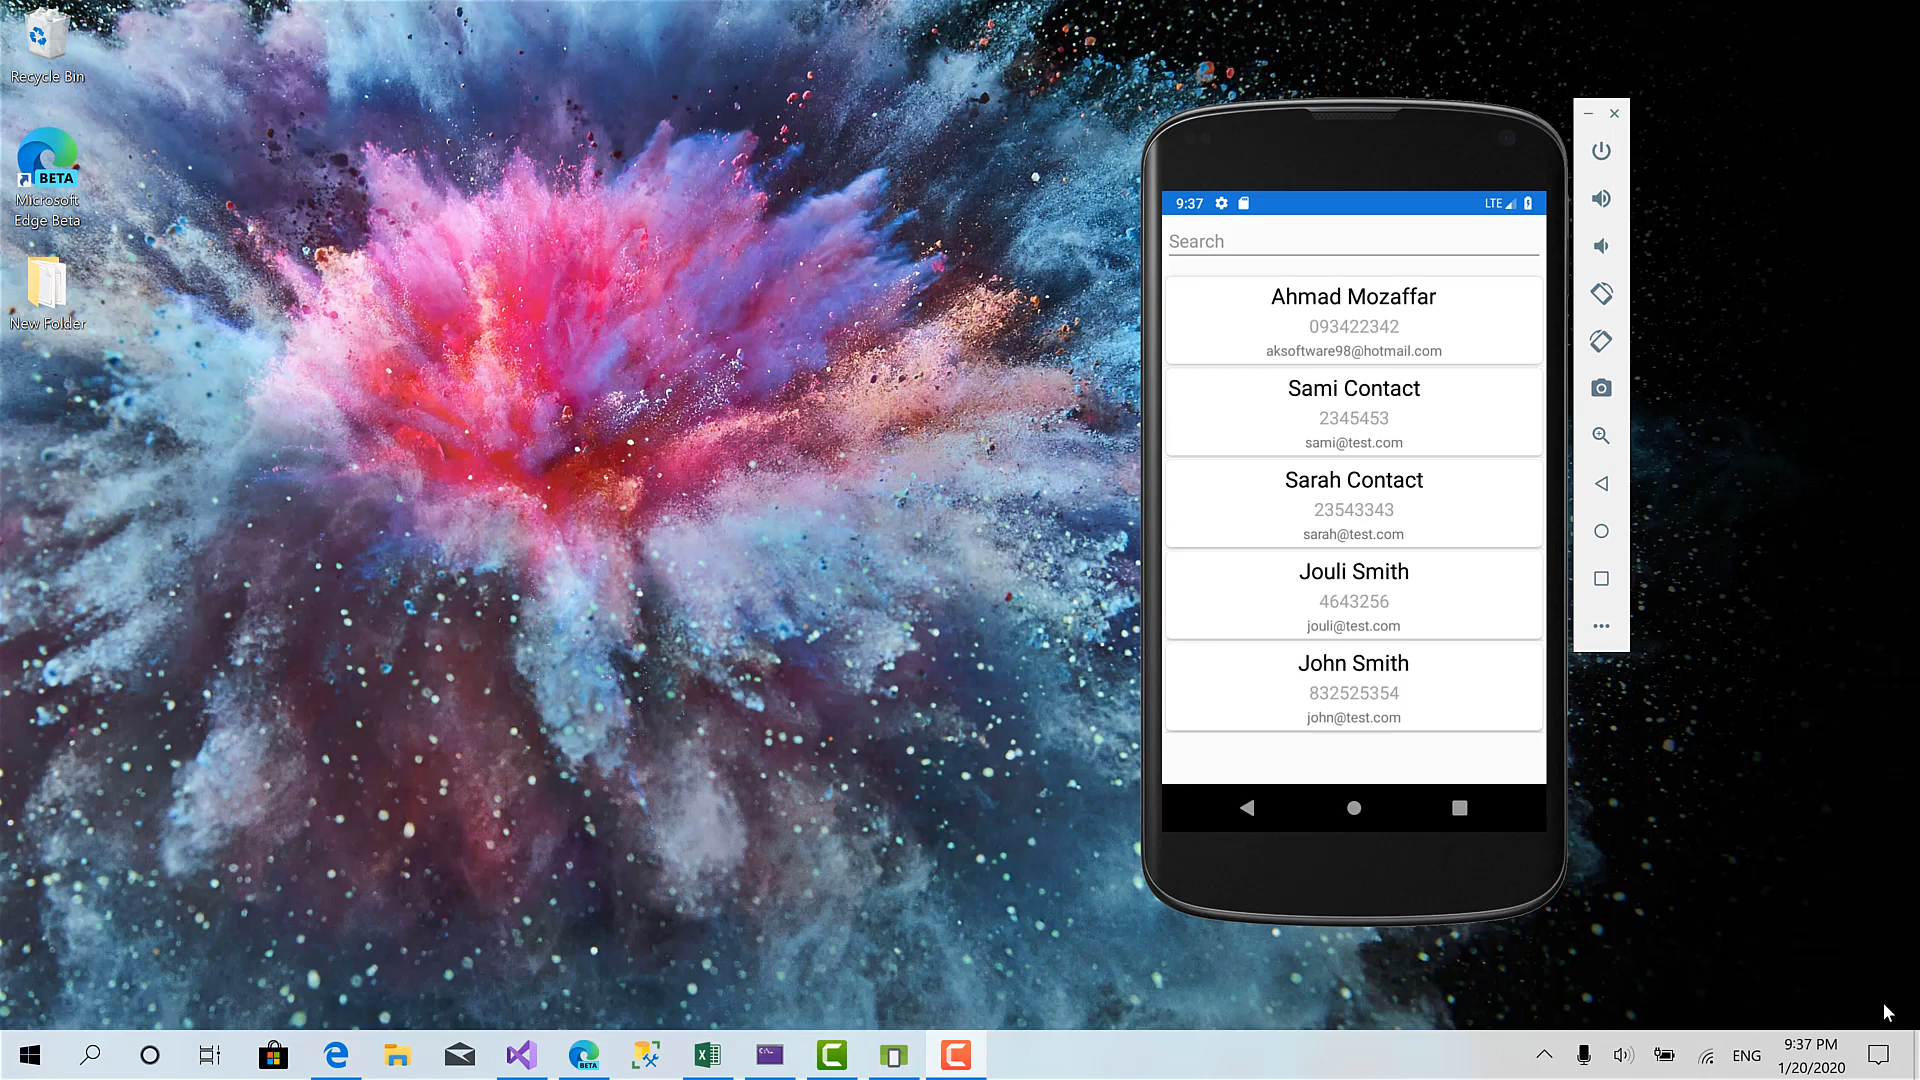 Recycle Bin
BETA
Microsoft
Edge Beta
New Folder
9:37
LTE
Search
Ahmad Mozaffar
093422342
aksoftware98@hotmail.com
Sami Contact
2345453
sami@test.com
Sarah Contact
23543343
sarah@test.com
Jouli Smith
4643256
jouli@test.com
John Smith
832525354
john@test.com
BETA
ENG
9:37 PM
1/20/2020